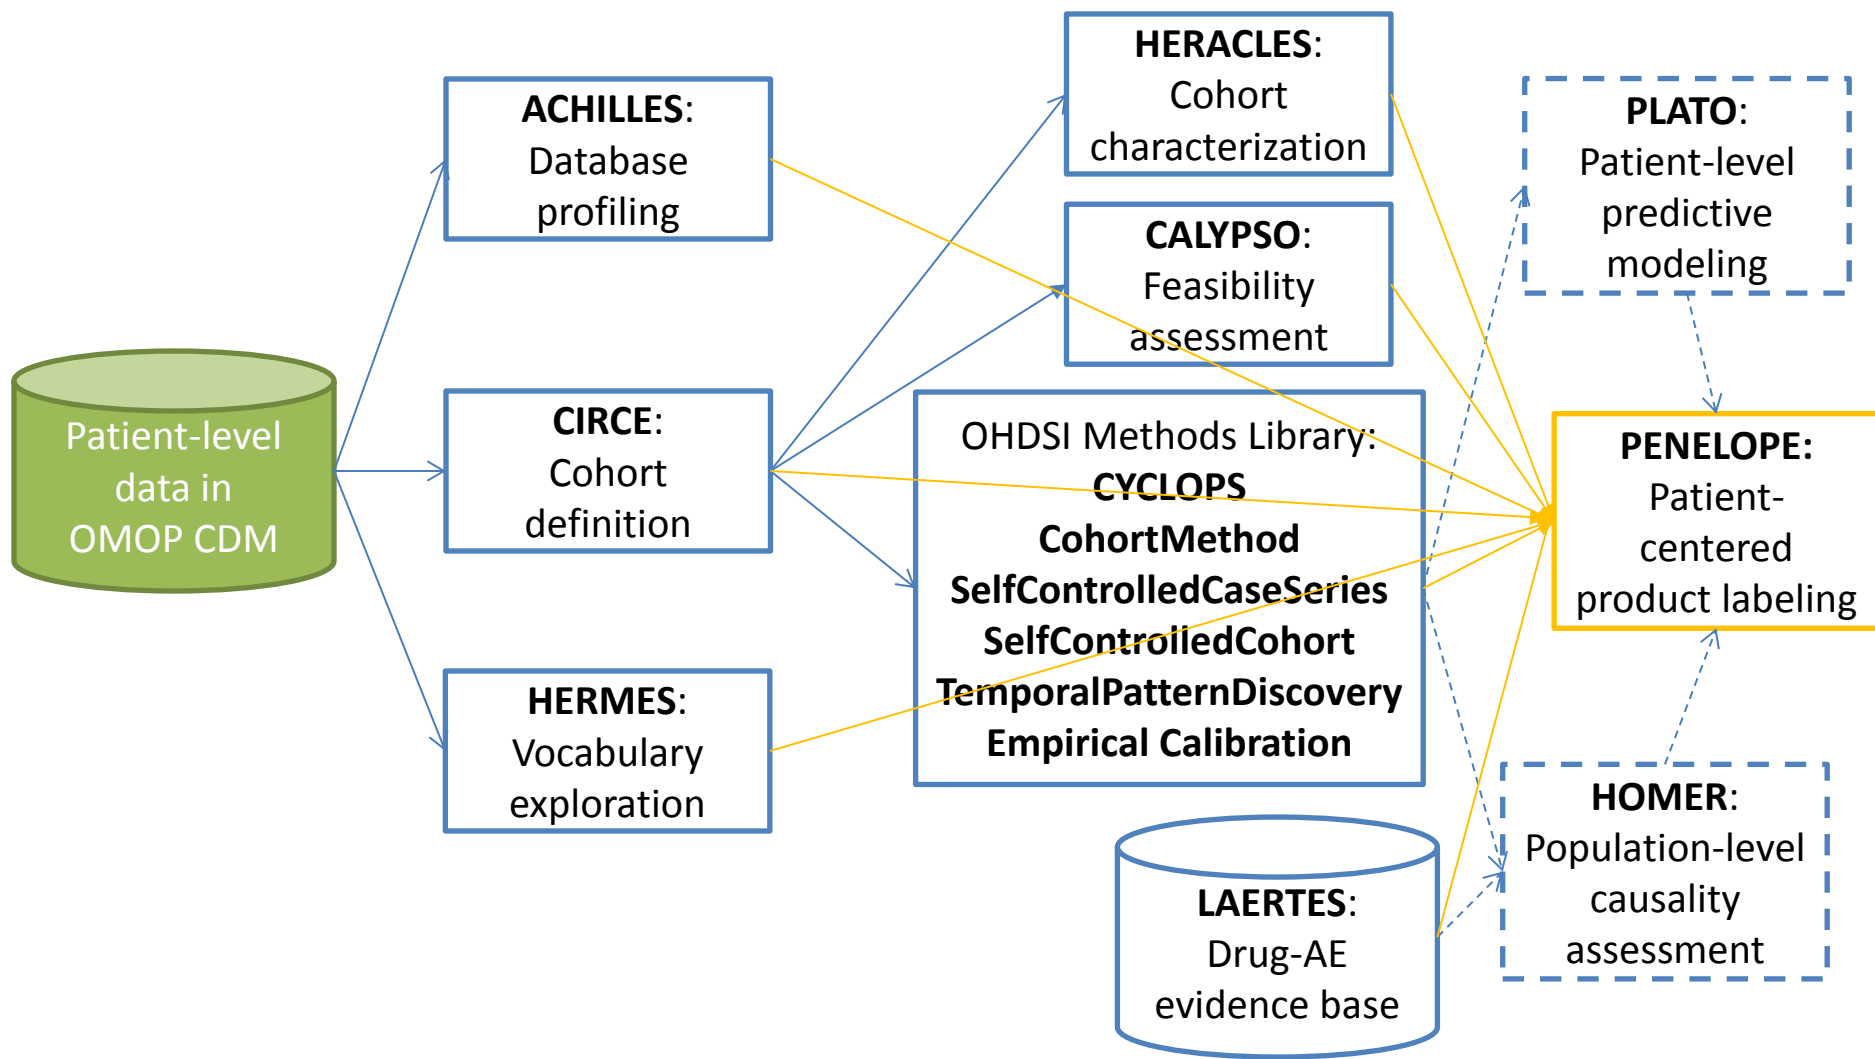 Patient-level
data in
OMOP CDM
ACHILLES:
Database
profiling
CIRCE:
Cohort
definition
HERMES:
Vocabulary
exploration
HERACLES:
Cohort
characterization
CALYPSO:
Feasibility
assessment
OHDSI Methods Library:
CYCLOPS
CohortMethod
SelfControlledCaseSeries
SelfControlledCohort
TemporalPatternDiscovery
Empirical Calibration
LAERTES:
Drug-AE
evidence base
PLATO:
Patient-level
predictive
modeling
PENELOPE:
Patient-
centered
product labeling
HOMER:
Population-level
causality
assessment